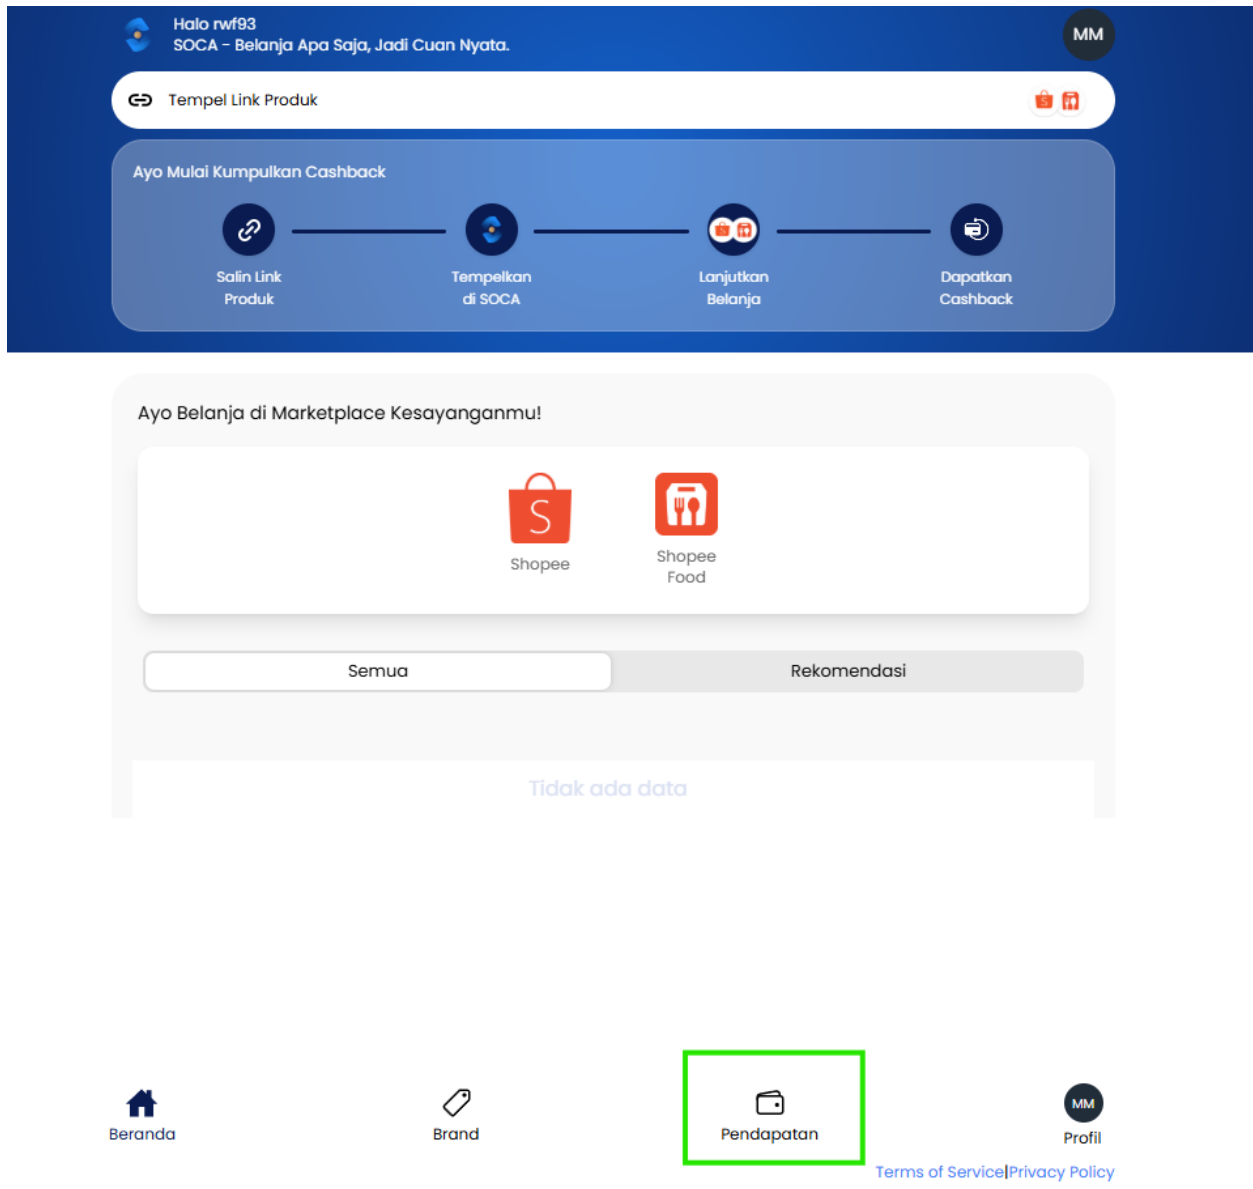 Halo rwf93
SOCA - Belanja Apa Saja, Jadi Cuan Nyata.
MM
Tempel Link Produk
Ayo Mulai Kumpulkan Cashback
Salin Link
Produk
Tempelkan
di SOCA
Lanjutkan
Belanja
Dapatkan
Cashback
Ayo Belanja di Marketplace Kesayanganmu!
S
Shopee
Shopee
Food
Semua
Rekomendasi
Tidak ada data
Beranda
Brand
Pendapatan
MM
Profil
Terms of Service|Privacy Policy